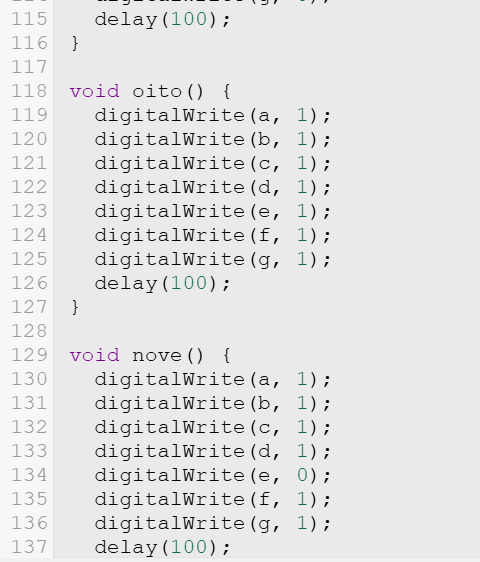 115 delay(100);
116 }
117
118 void oito() {
119 digitalWrite(a, 1);
120 digitalWrite(b, 1);
121 digitalWrite(c, 1);
122 digitalWrite(d, 1);
123 digitalWrite(e, 1);
124 digitalWrite(f, 1);
125 digitalWrite(g, 1);
126 delay(100);
127 }
128
129 void nove() {
130 digitalWrite(a, 1);
131 digitalWrite(b, 1);
132 digitalWrite(c, 1);
133 digitalWrite(d, 1);
134 digitalWrite(e, 0);
135 digitalWrite(f, 1);
136 digitalWrite(g, 1);
137 delay(100);